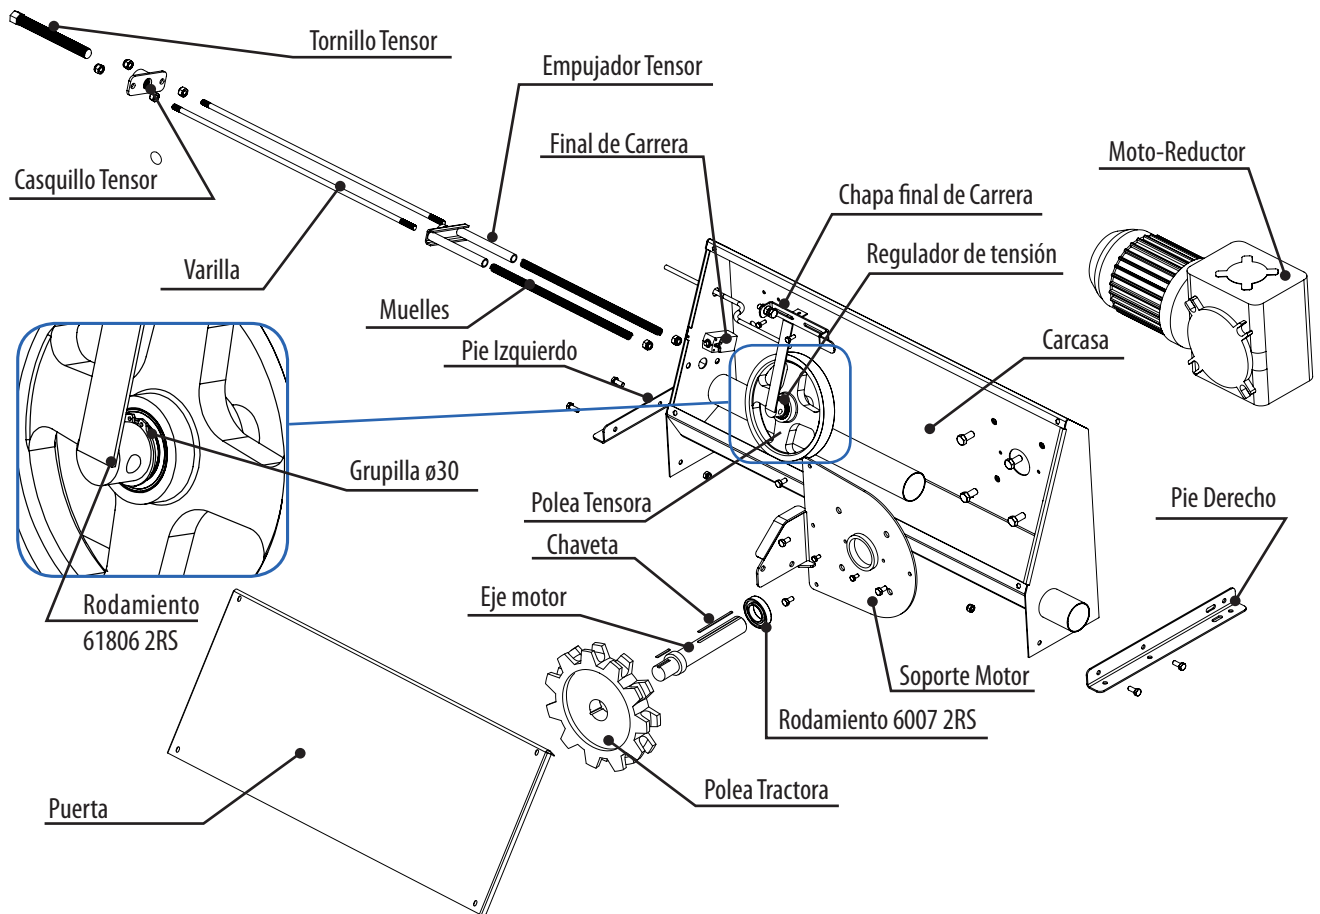 Tornillo Tensor
Empujador Tensor
Final de Carrera
Moto-Reductor
Casquillo Tensor
Chapa final de Carrera
Varilla
Regulador de tensión
Muelles
Pie Izquierdo
Carcasa
Grupilla ø30
Polea Tensora
Pie Derecho
Chaveta
Eje motor
Rodamiento
61806 2RS
Soporte Motor
Rodamiento 6007 2RS
Polea Tractora
Puerta